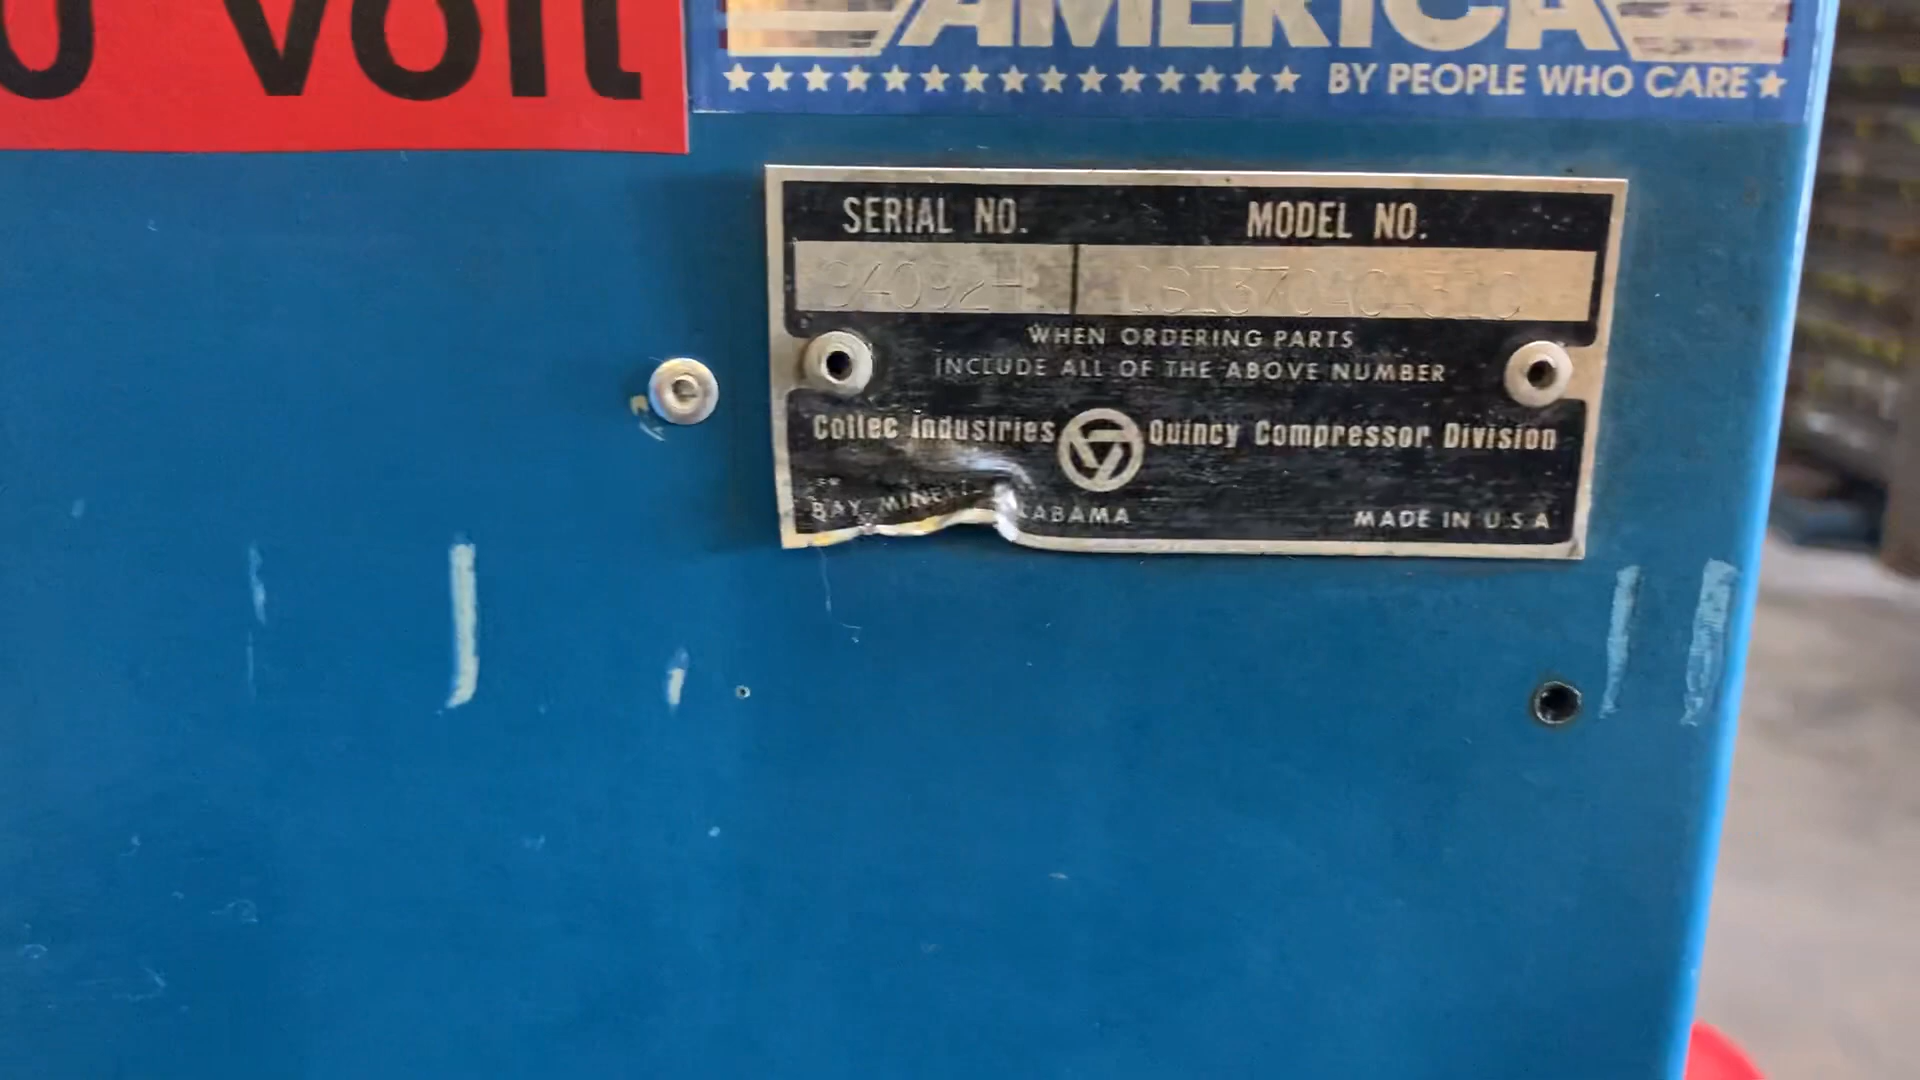 Volt
AMERICA
BY PEOPLE WHO CARE
SERIAL NO. MODEL NO.
94092H
WHEN ORDERING PARTS
INCLUDE ALL OF THE ABOVE NUMBER
Coltec Industries Quincy Compressor Division
BAY MINETTE ALABAMA MADE IN U.S.A